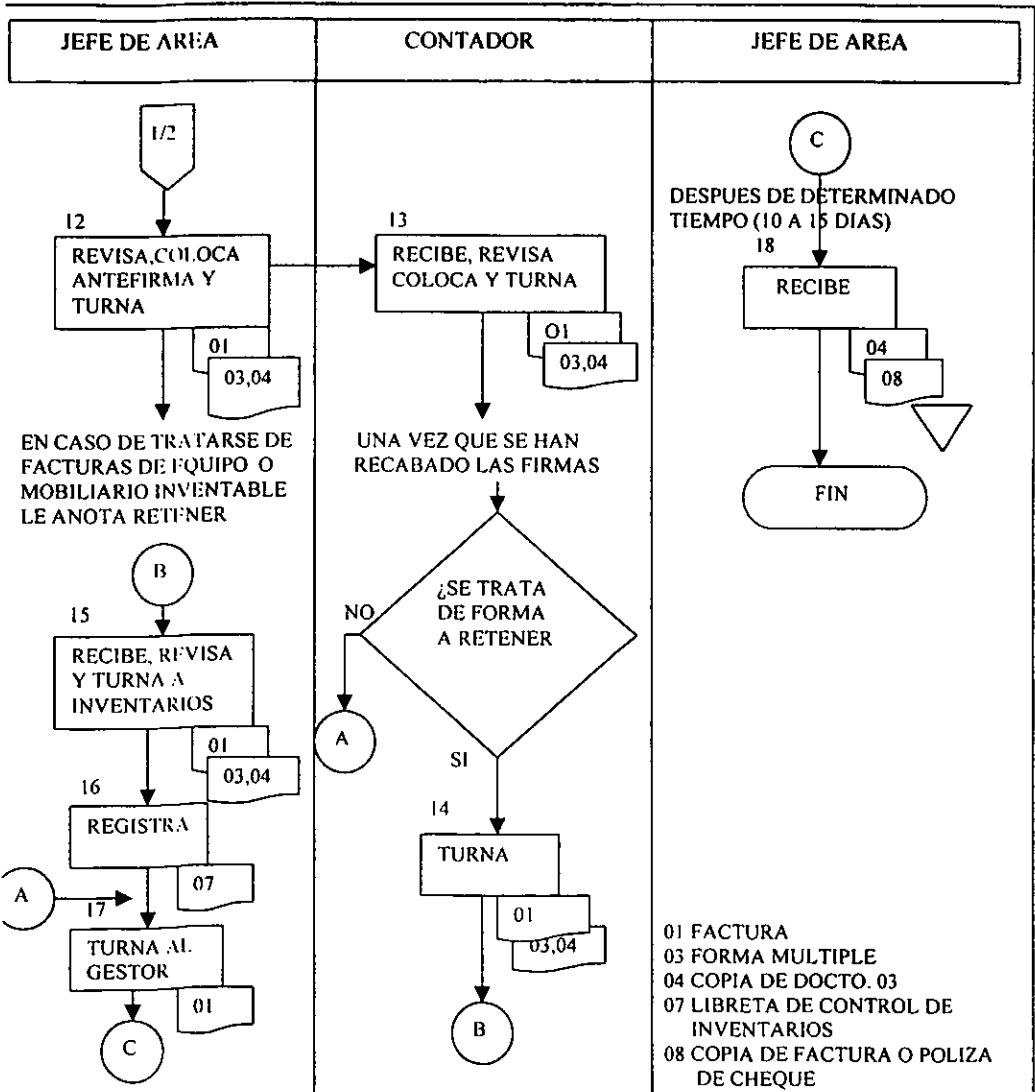 JEFE DE AREA
CONTADOR
JEFE DE AREA
1/2
12
REVISA,COLOCA
ANTEFIRMA Y
TURNA
01
03,04
EN CASO DE TRATARSE DE
FACTURAS DE EQUIPO O
MOBILIARIO INVENTABLE
LE ANOTA RETENER
B
15
RECIBE, REVISA
Y TURNA A
INVENTARIOS
01
03,04
16
REGISTRA
07
A
17
TURNA AL
GESTOR
01
C
13
RECIBE, REVISA
COLOCA Y TURNA
O1
03,04
UNA VEZ QUE SE HAN
RECABADO LAS FIRMAS
¿SE TRATA
DE FORMA
A RETENER
NO
A
SI
14
TURNA
01
03,04
B
C
DESPUES DE DETERMINADO
TIEMPO (10 A 15 DIAS)
18
RECIBE
04
08
FIN
01 FACTURA
03 FORMA MULTIPLE
04 COPIA DE DOCTO. 03
07 LIBRETA DE CONTROL DE
INVENTARIOS
08 COPIA DE FACTURA O POLIZA
DE CHEQUE